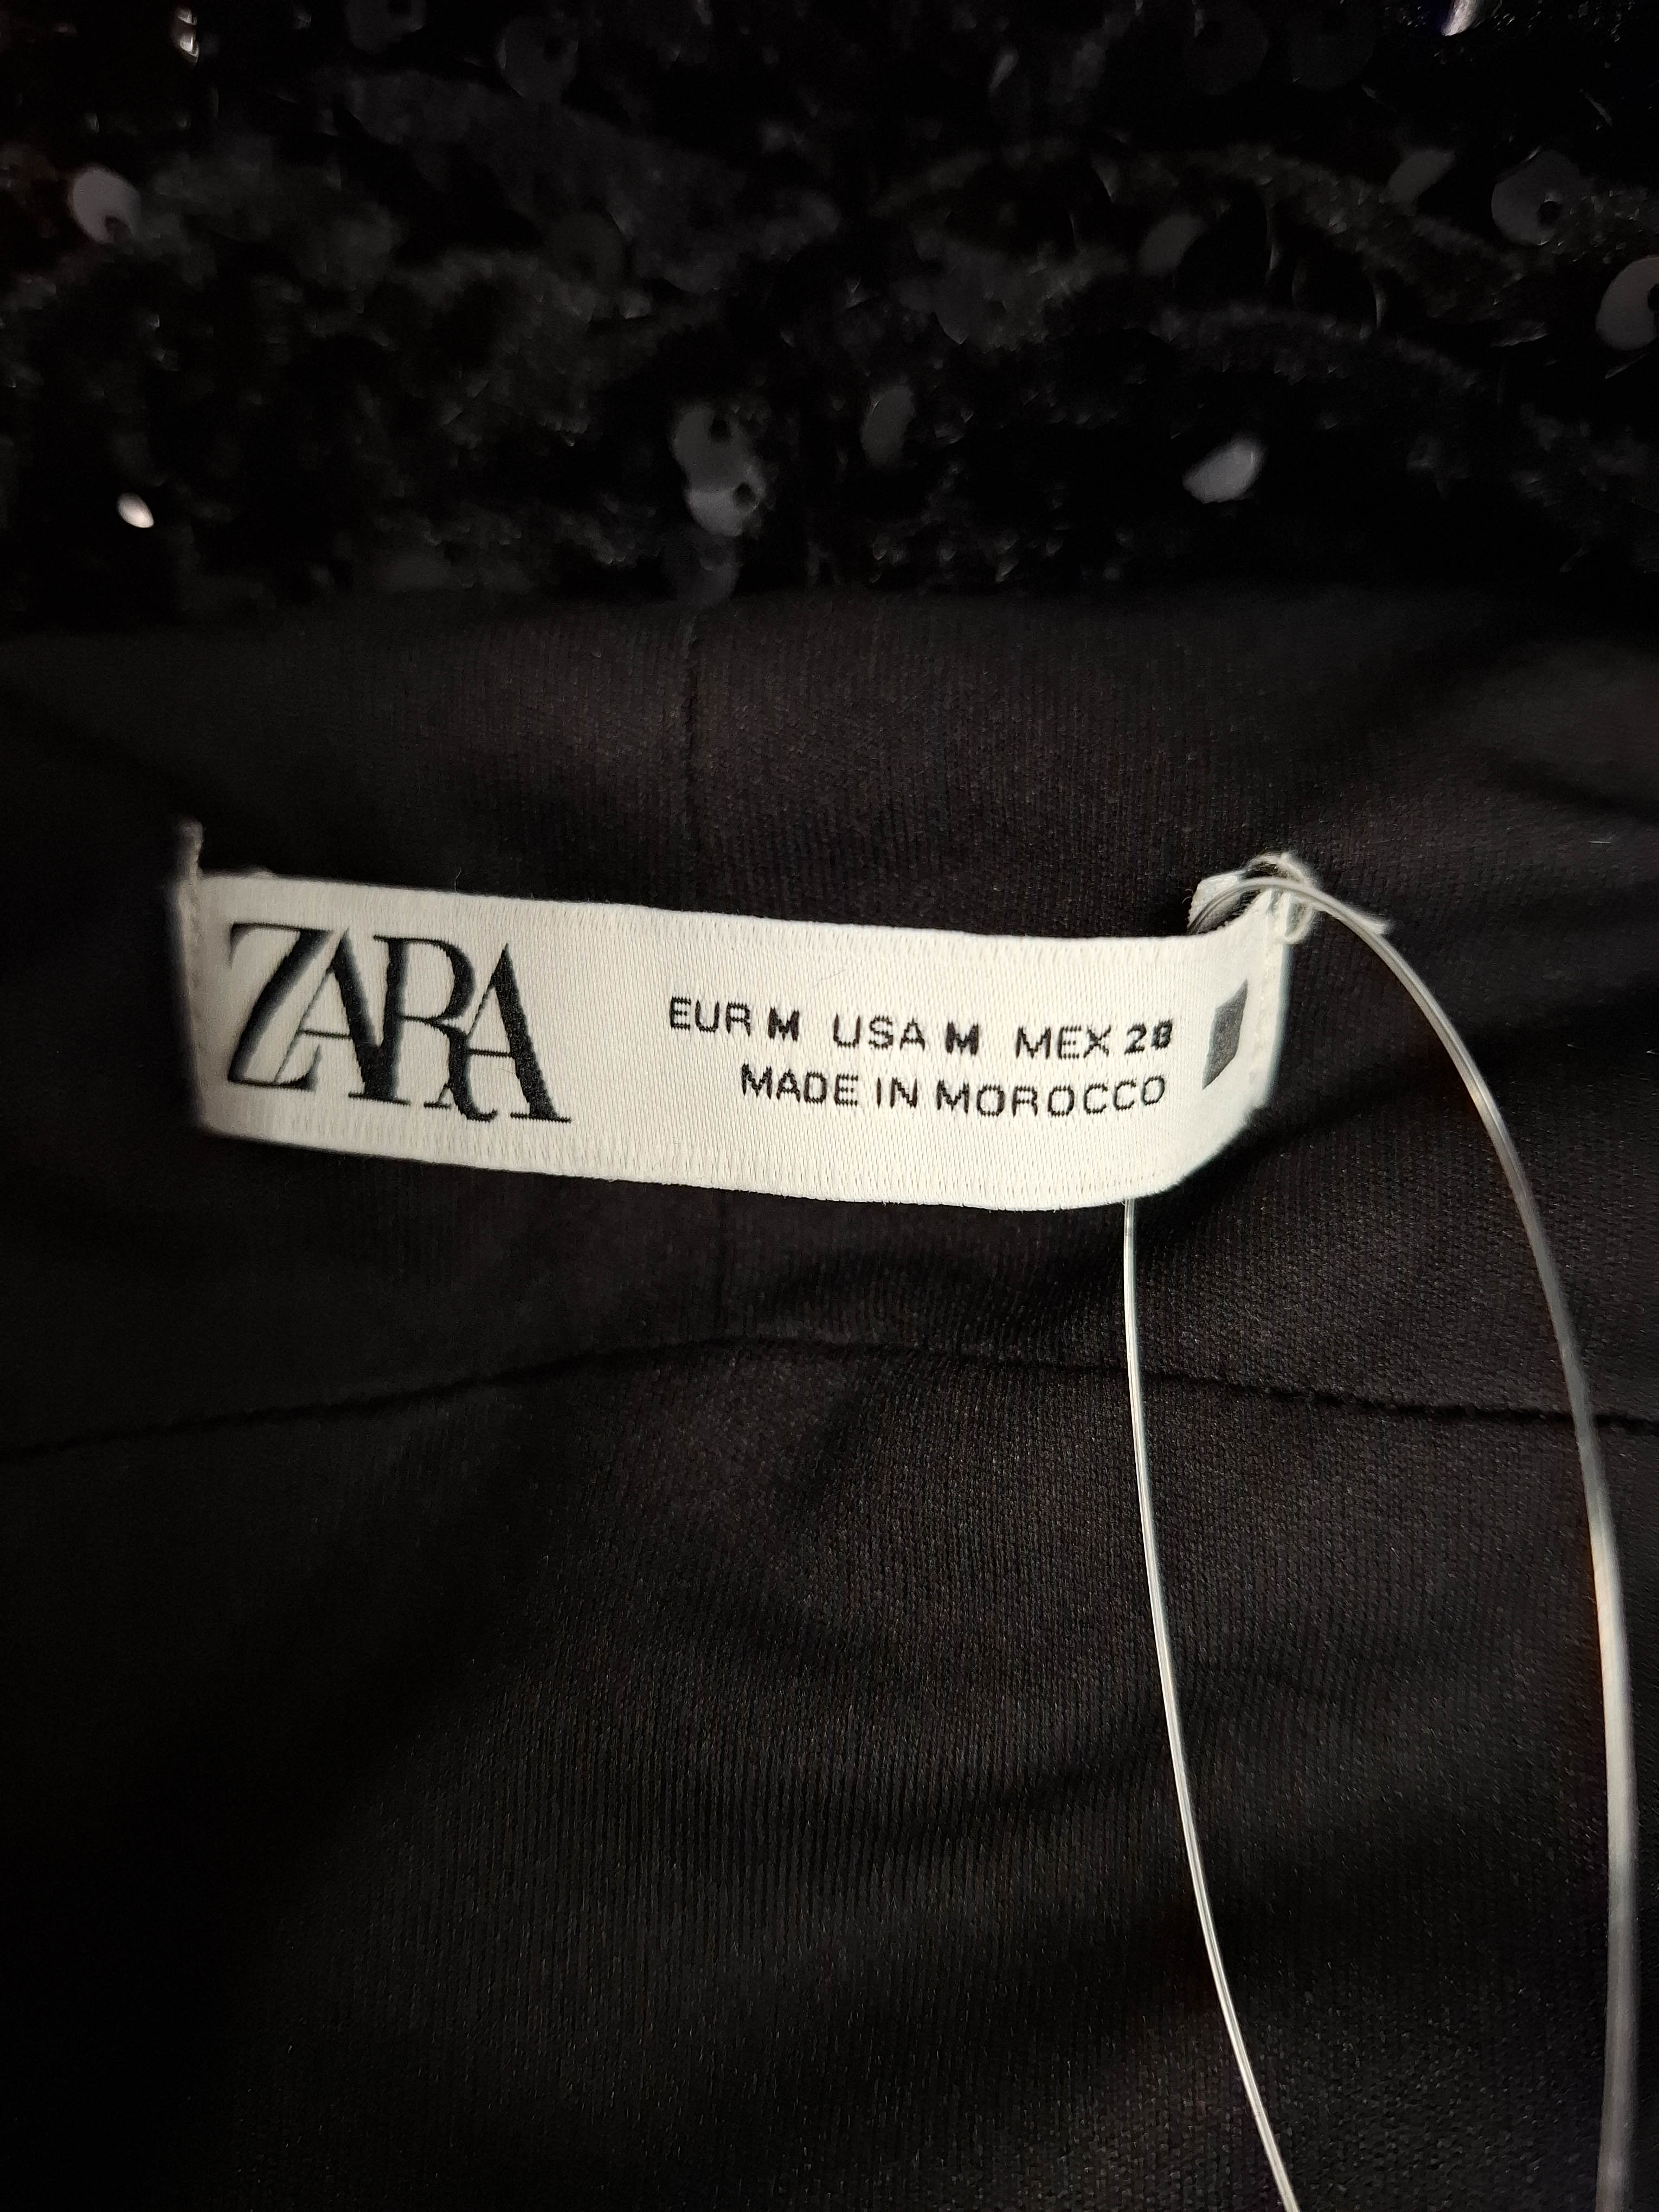 ZARA
EUR M USA M MEX 28
MADE IN MOROCCO